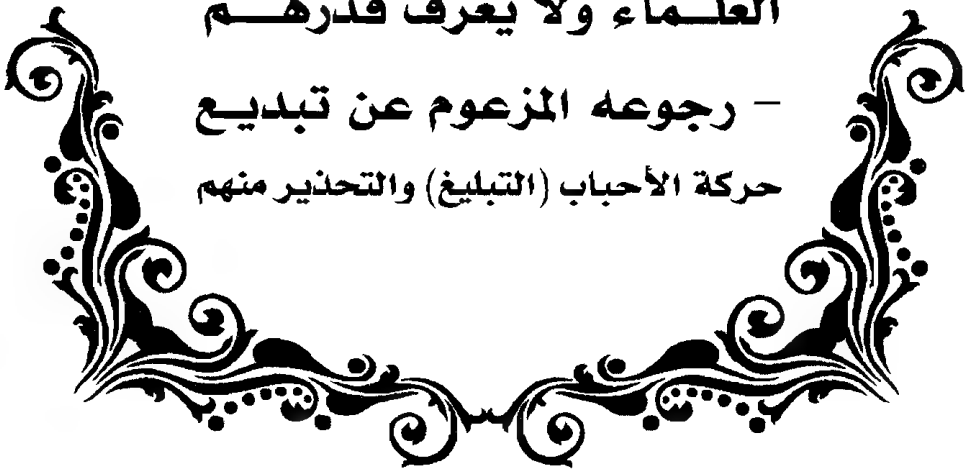 العلماء ولا يعرف قدرهم
– رجوعه المزعوم عن تبديع
حركة الأحباب (التبليغ) والتحذير منهم